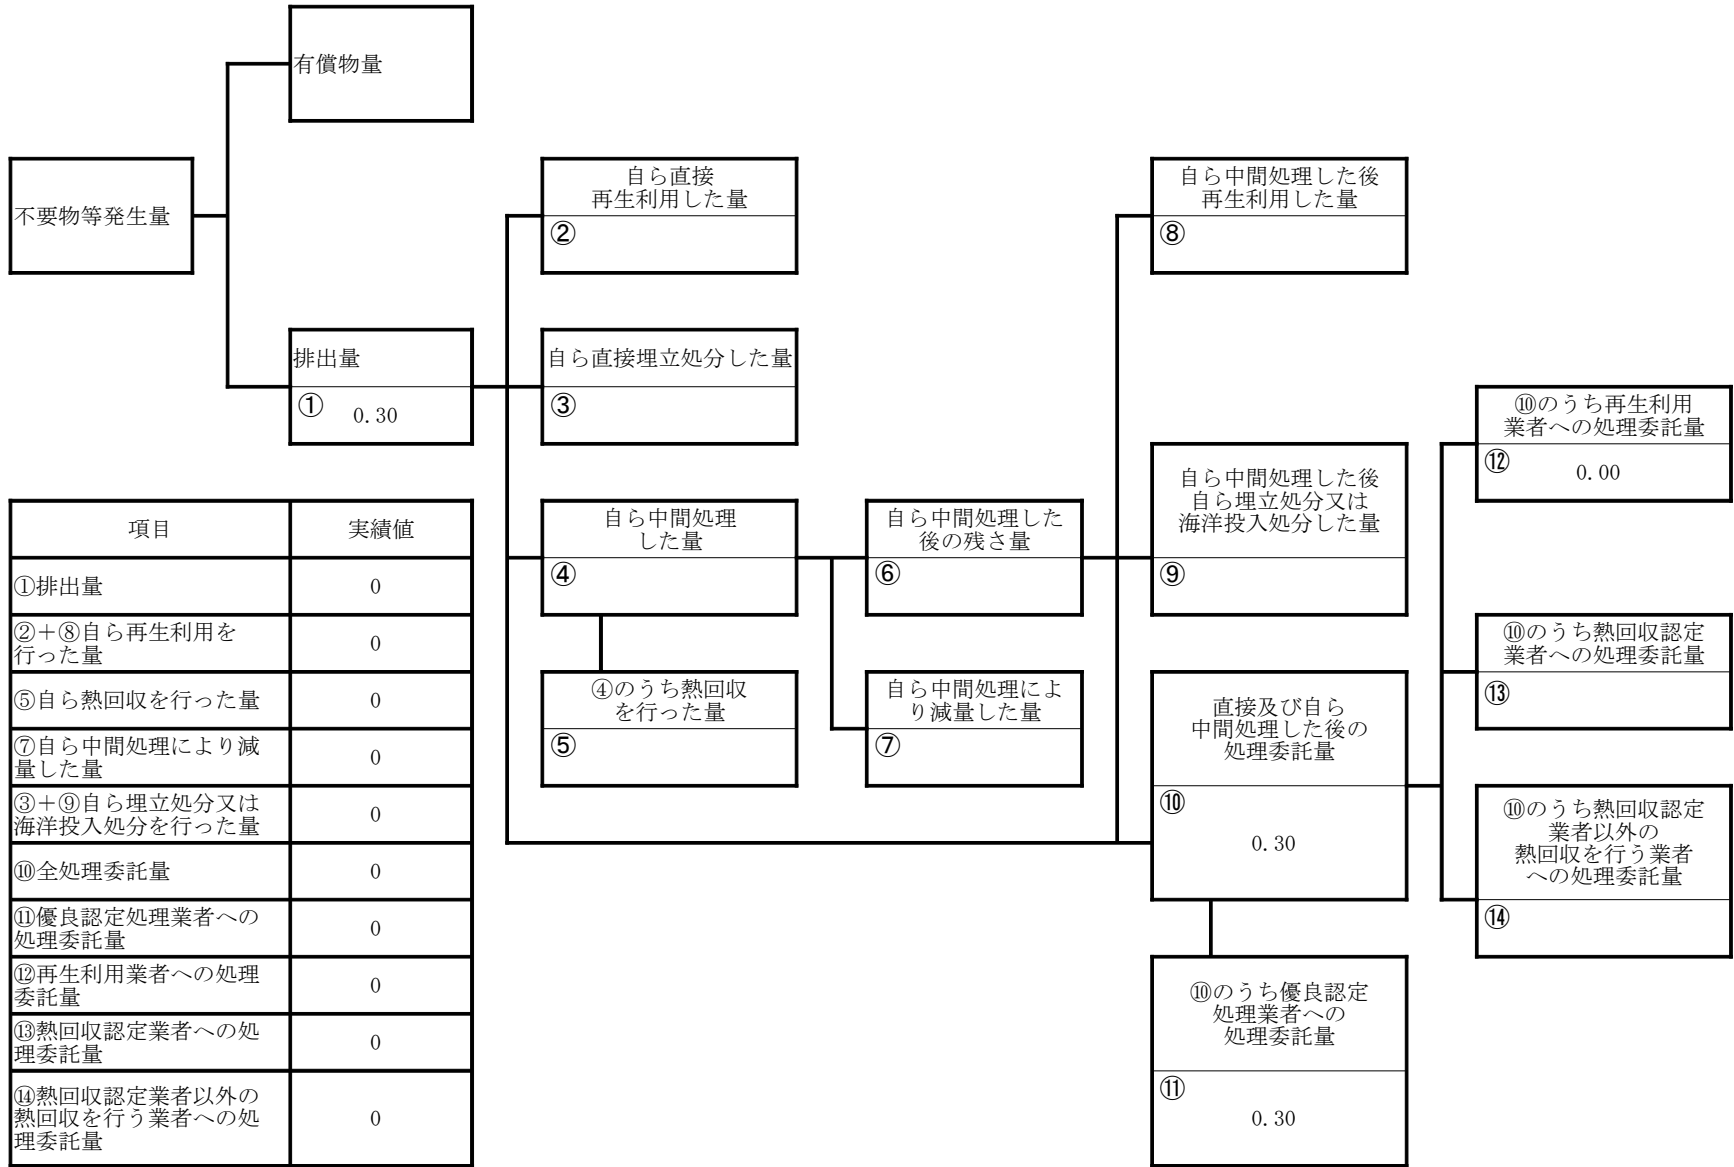 有償物量
不要物等発生量
自ら直接
再生利用した量
②
自ら中間処理した後
再生利用した量
⑧
排出量
①
0.30
自ら直接埋立処分した量
③
⑩のうち再生利用
業者への処理委託量
⑫
0.00
自ら中間処理した後
自ら埋立処分又は
海洋投入処分した量
⑨
自ら中間処理
した量
④
自ら中間処理した
後の残さ量
⑥
⑩のうち熱回収認定
業者への処理委託量
⑬
④のうち熱回収
を行った量
⑤
自ら中間処理によ
り減量した量
⑦
直接及び自ら
中間処理した後の
処理委託量
⑩
0.30
⑩のうち熱回収認定
業者以外の
熱回収を行う業者
への処理委託量
⑭
⑩のうち優良認定
処理業者への
処理委託量
⑪
0.30
項目
実績値
①排出量
0
②＋⑧自ら再生利用を
行った量
0
⑤自ら熱回収を行った量
0
⑦自ら中間処理により減
量した量
0
③＋⑨自ら埋立処分又は
海洋投入処分を行った量
0
⑩全処理委託量
0
⑪優良認定処理業者への
処理委託量
0
⑫再生利用業者への処理
委託量
0
⑬熱回収認定業者への処
理委託量
0
⑭熱回収認定業者以外の
熱回収を行う業者への処
理委託量
0